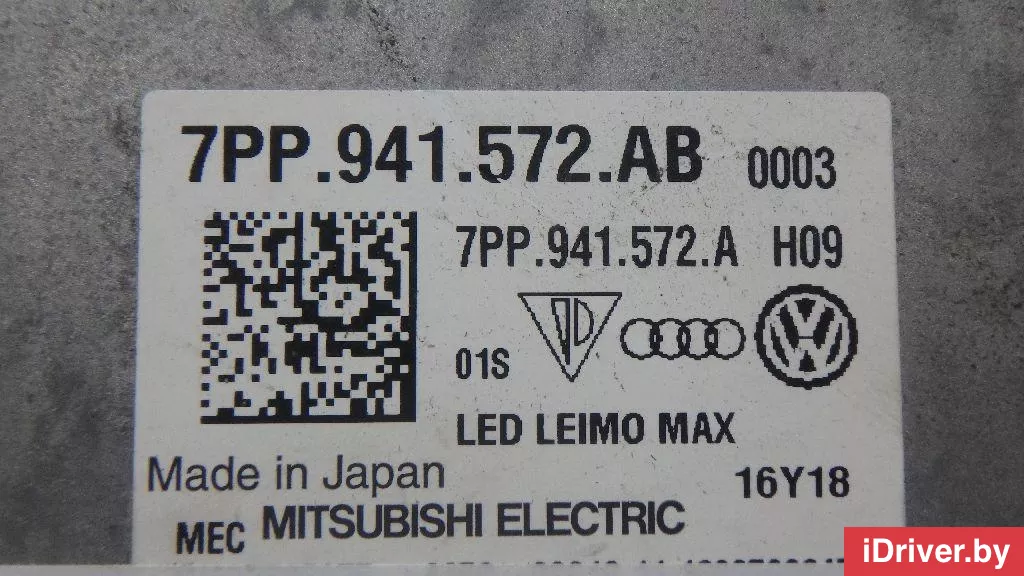 7PP.941.572.AB 0003
7PP.941.572.A H09
01S
LED LEIMO MAX
Made in Japan 16Y18
MEC MITSUBISHI ELECTRIC
iDriver.by